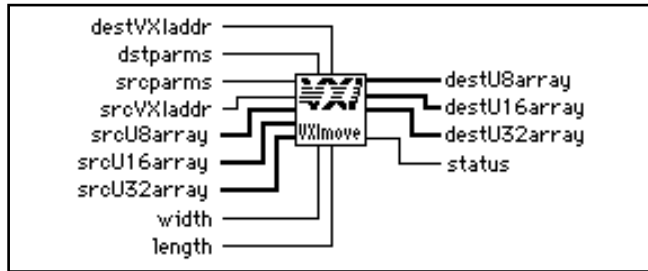 destVXIaddr
dstparms
srcparms
srcVXIaddr
srcU8array
srcU16array
srcU32array
width
length
VXI
VXImove
destU8array
destU16array
destU32array
status